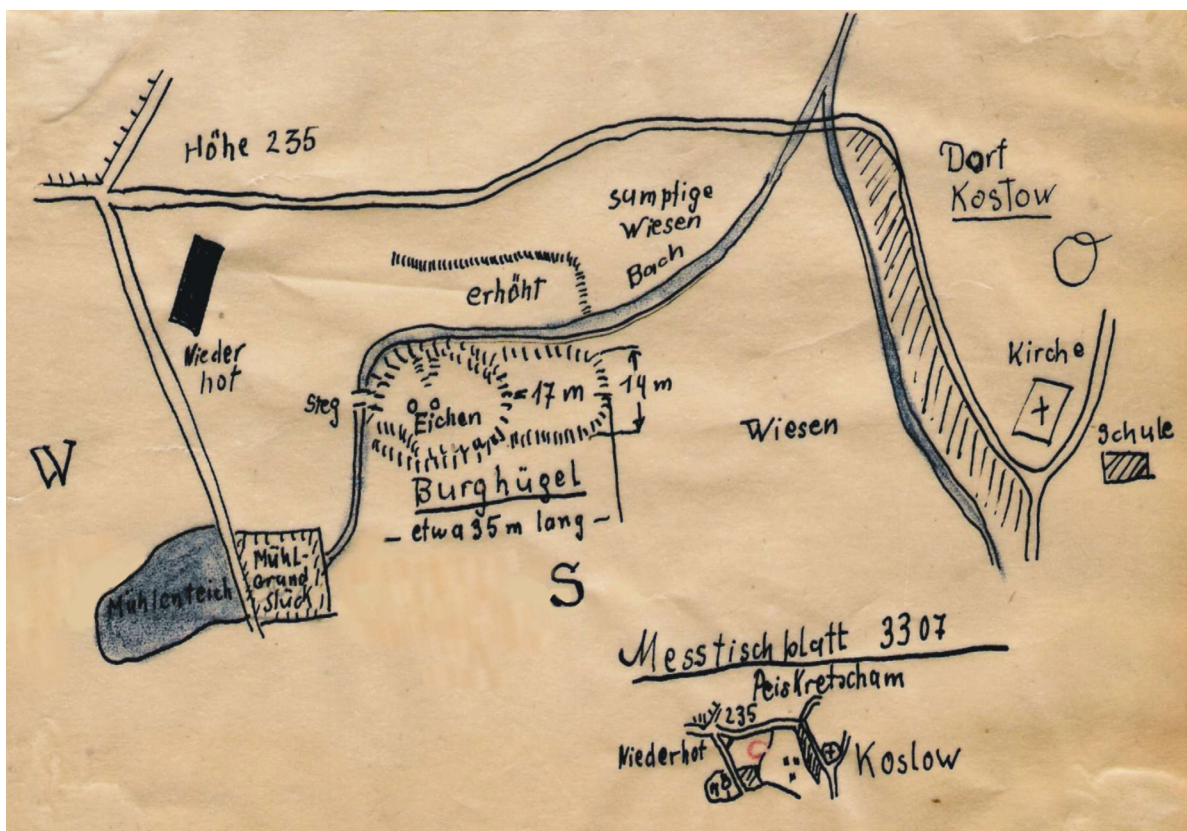 Höhe 235
Dorf
Kostow
sumpfige
Wiesen
Bach
erhöht
Nieder
hof
Kirche
Steg
Eichen
= 17 m
14 m
Wiesen
Schule
W
Burghügel
- etwa 35 m lang -
Mühl-
grund
stück
Mühlenteich
S
Messtischblatt 3307
Peiskretscham
235
Niederhof
Koslow